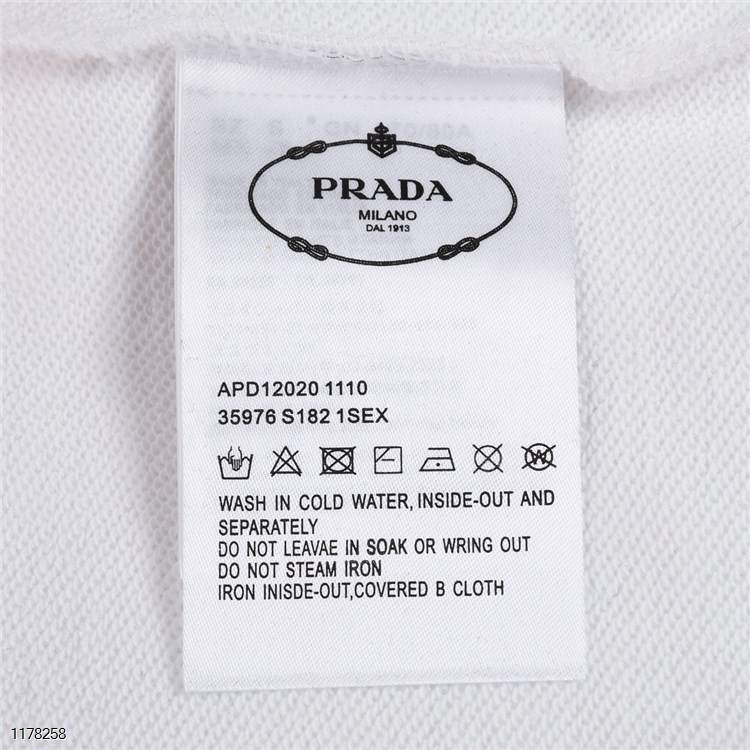 PRADA
MILANO
DAL 1913
APD12020 1110
35976 S182 1SEX
WASH IN COLD WATER, INSIDE-OUT AND
SEPARATELY
DO NOT LEAVAE IN SOAK OR WRING OUT
DO NOT STEAM IRON
IRON INISDE-OUT,COVERED B CLOTH
1178258